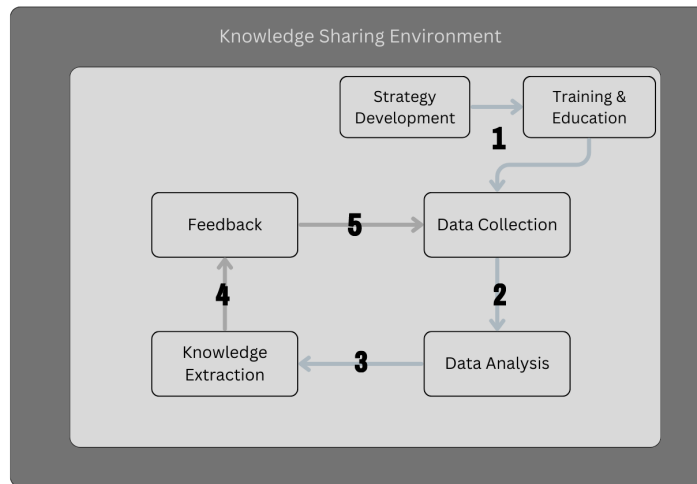 Knowledge Sharing Environment
Strategy
Development
Training &
Education
1
Feedback
5
Data Collection
4
2
Knowledge
Extraction
3
Data Analysis